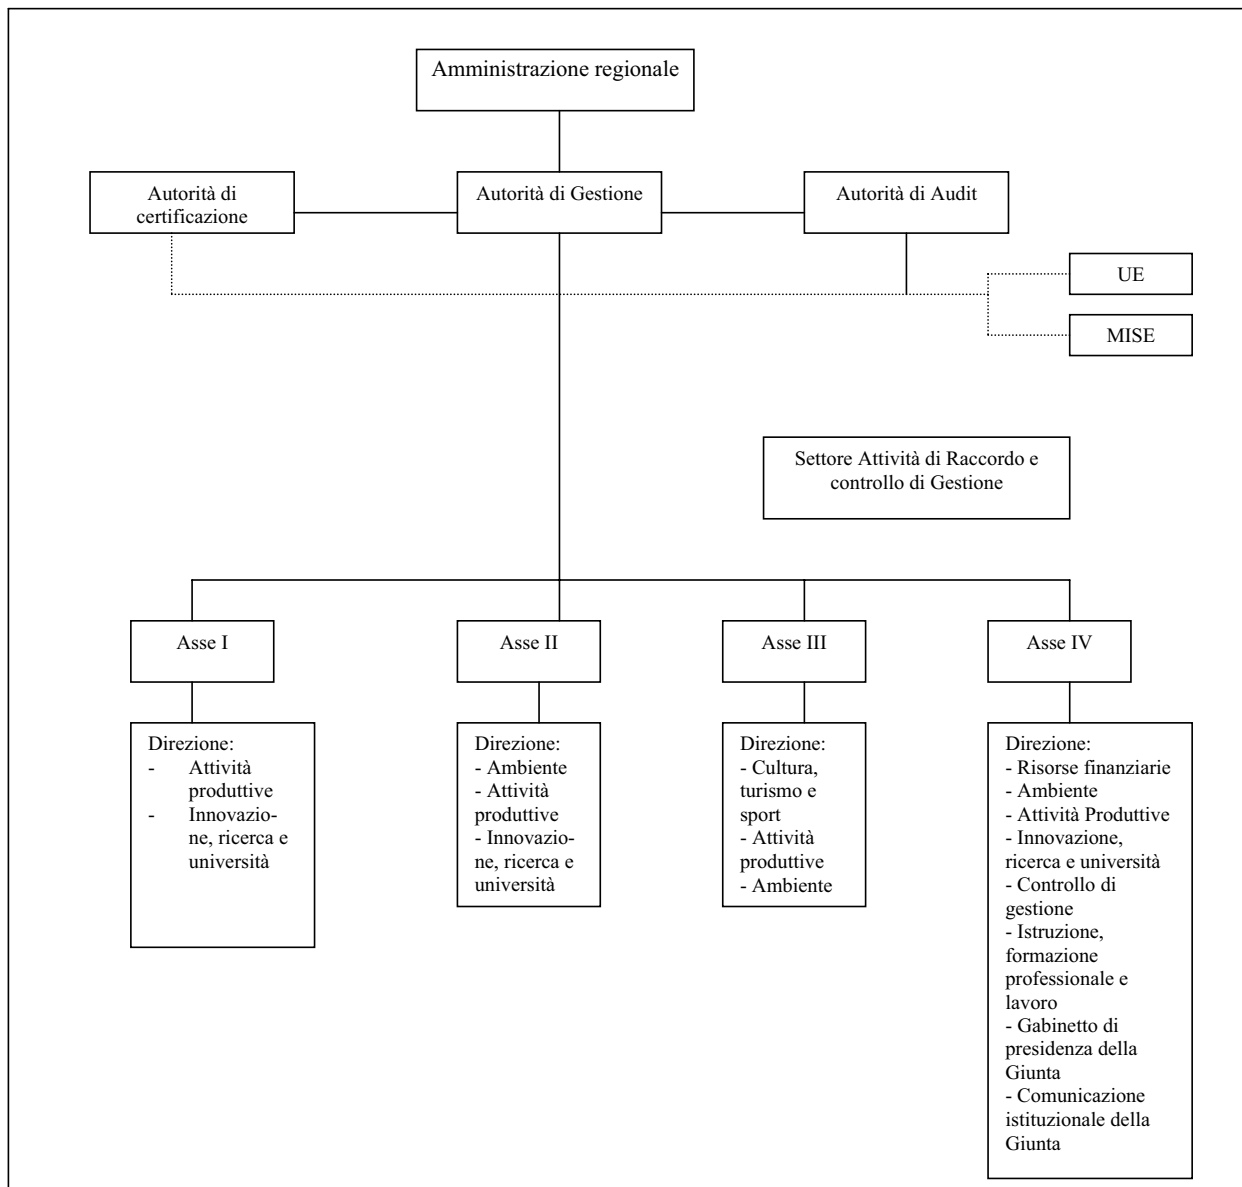 Amministrazione regionale
Autorità di
certificazione
Autorità di Gestione
Autorità di Audit
UE
MISE
Settore Attività di Raccordo e
controllo di Gestione
Asse I
Asse II
Asse III
Asse IV
Direzione:
- Attività
produttive
- Innovazio-
ne, ricerca e
università
Direzione:
- Ambiente
- Attività
produttive
- Innovazio-
ne, ricerca e
università
Direzione:
- Cultura,
turismo e
sport
- Attività
produttive
- Ambiente
Direzione:
- Risorse finanziarie
- Ambiente
- Attività Produttive
- Innovazione,
ricerca e università
- Controllo di
gestione
- Istruzione,
formazione
professionale e
lavoro
- Gabinetto di
presidenza della
Giunta
- Comunicazione
istituzionale della
Giunta